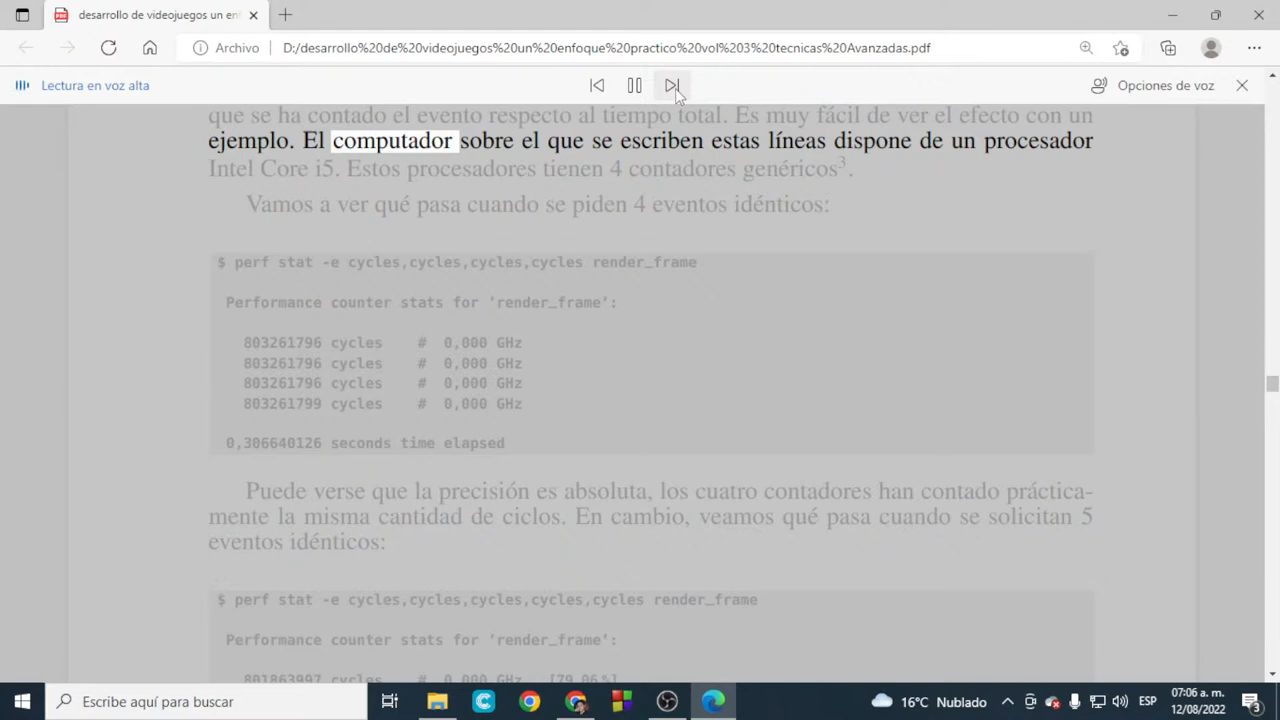 desarrollo de videojuegos un en
Archivo
D:/desarrollo%20de%20videojuegos%20un%20enfoque%20practico%20vol%203%20tecnicas%20Avanzadas.pdf
Lectura en voz alta
Opciones de voz
que se ha contado el evento respecto al tiempo total. Es muy fácil de ver el efecto con un
ejemplo. El computador sobre el que se escriben estas líneas dispone de un procesador
Intel Core i5. Estos procesadores tienen 4 contadores genéricos3.
Vamos a ver qué pasa cuando se piden 4 eventos idénticos:
$ perf stat -e cycles,cycles,cycles,cycles render_frame
Performance counter stats for 'render_frame':
803261796 cycles # 0,000 GHz
803261796 cycles # 0,000 GHz
803261796 cycles # 0,000 GHz
803261799 cycles # 0,000 GHz
0,306640126 seconds time elapsed
Puede verse que la precisión es absoluta, los cuatro contadores han contado práctica-
mente la misma cantidad de ciclos. En cambio, veamos qué pasa cuando se solicitan 5
eventos idénticos:
$ perf stat -e cycles,cycles,cycles,cycles,cycles render_frame
Performance counter stats for 'render_frame':
801863997 cycles # 0,000 GHz [79,06%]
Escribe aquí para buscar
16°C Nublado
ESP
07:06 a. m.
12/08/2022
3